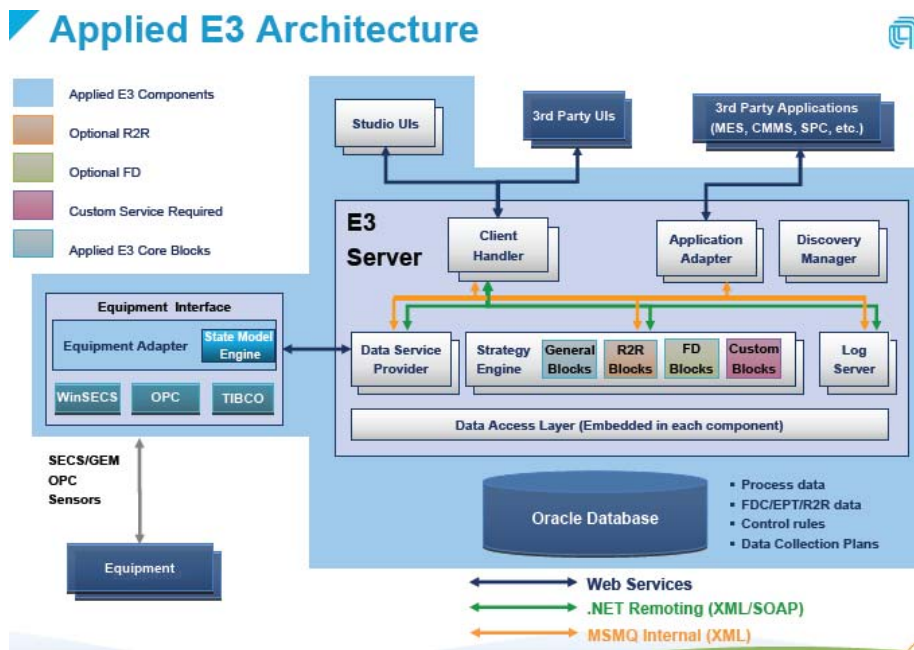 Applied E3 Architecture
Applied E3 Components
Optional R2R
Optional FD
Custom Service Required
Applied E3 Core Blocks
Studio UIs
3rd Party UIs
3rd Party Applications
(MES, CMMS, SPC, etc.)
E3
Server
Client
Handler
Application
Adapter
Discovery
Manager
Equipment Interface
Equipment Adapter
State Model
Engine
WinSECS
OPC
TIBCO
Data Service
Provider
Strategy
Engine
General
Blocks
R2R
Blocks
FD
Blocks
Custom
Blocks
Log
Server
Data Access Layer (Embedded in each component)
SECS/GEM
OPC
Sensors
Equipment
Oracle Database
▪ Process data
▪ FDC/EPT/R2R data
▪ Control rules
▪ Data Collection Plans
Web Services
.NET Remoting (XML/SOAP)
MSMQ Internal (XML)